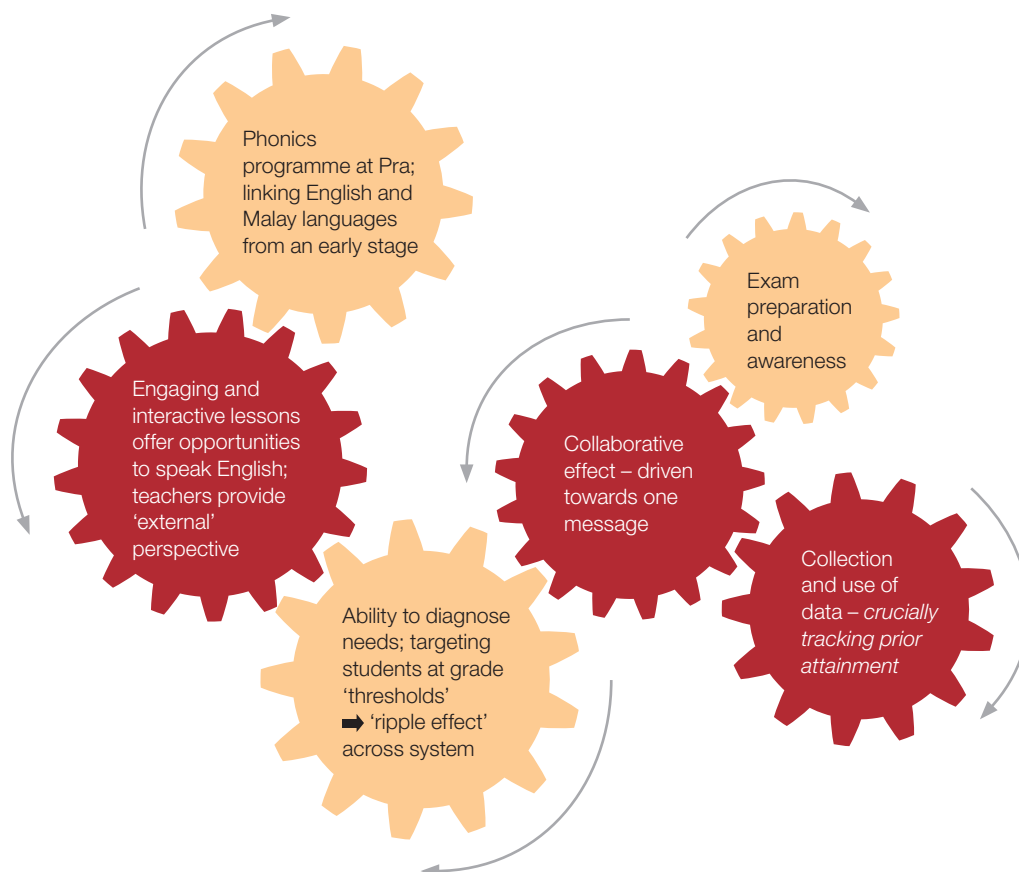 Phonics
programme at Pra;
linking English and
Malay languages
from an early stage
Exam
preparation
and
awareness
Engaging and
interactive lessons
offer opportunities
to speak English;
teachers provide
‘external’
perspective
Collaborative
effect – driven
towards one
message
Collection
and use of
data – crucially
tracking prior
attainment
Ability to diagnose
needs; targeting
students at grade
‘thresholds’
➡ ‘ripple effect’
across system